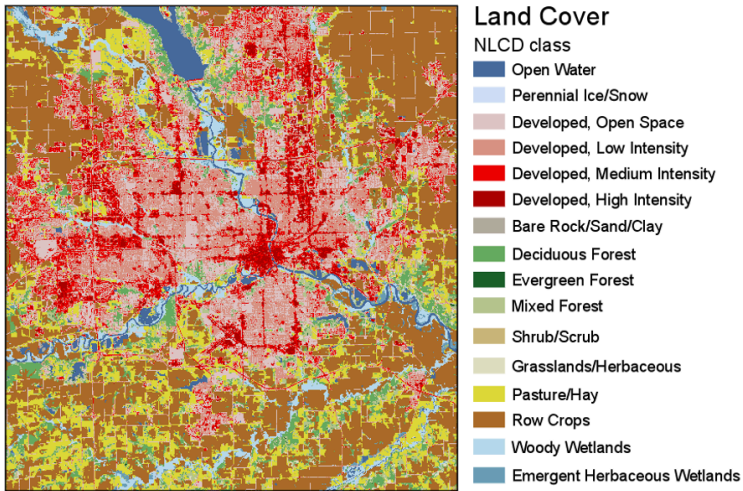 Land Cover
NLCD class
Open Water
Perennial Ice/Snow
Developed, Open Space
Developed, Low Intensity
Developed, Medium Intensity
Developed, High Intensity
Bare Rock/Sand/Clay
Deciduous Forest
Evergreen Forest
Mixed Forest
Shrub/Scrub
Grasslands/Herbaceous
Pasture/Hay
Row Crops
Woody Wetlands
Emergent Herbaceous Wetlands